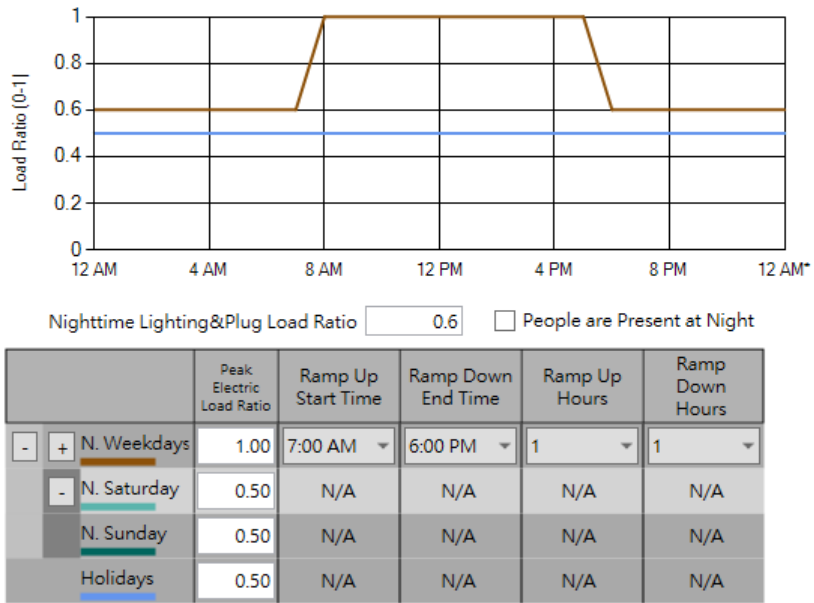 1
0.8
0.6
0.4
0.2
0
Load Ratio (0-1)
12 AM 4 AM 8 AM 12 PM 4 PM 8 PM 12 AM*
Nighttime Lighting&Plug Load Ratio 0.6 People are Present at Night
Peak
Electric
Load Ratio
Ramp Up
Start Time
Ramp Down
End Time
Ramp Up
Hours
Ramp
Down
Hours
- + N. Weekdays 1.00 7:00 AM 6:00 PM 1 1
- N. Saturday 0.50 N/A N/A N/A N/A
N. Sunday 0.50 N/A N/A N/A N/A
Holidays 0.50 N/A N/A N/A N/A